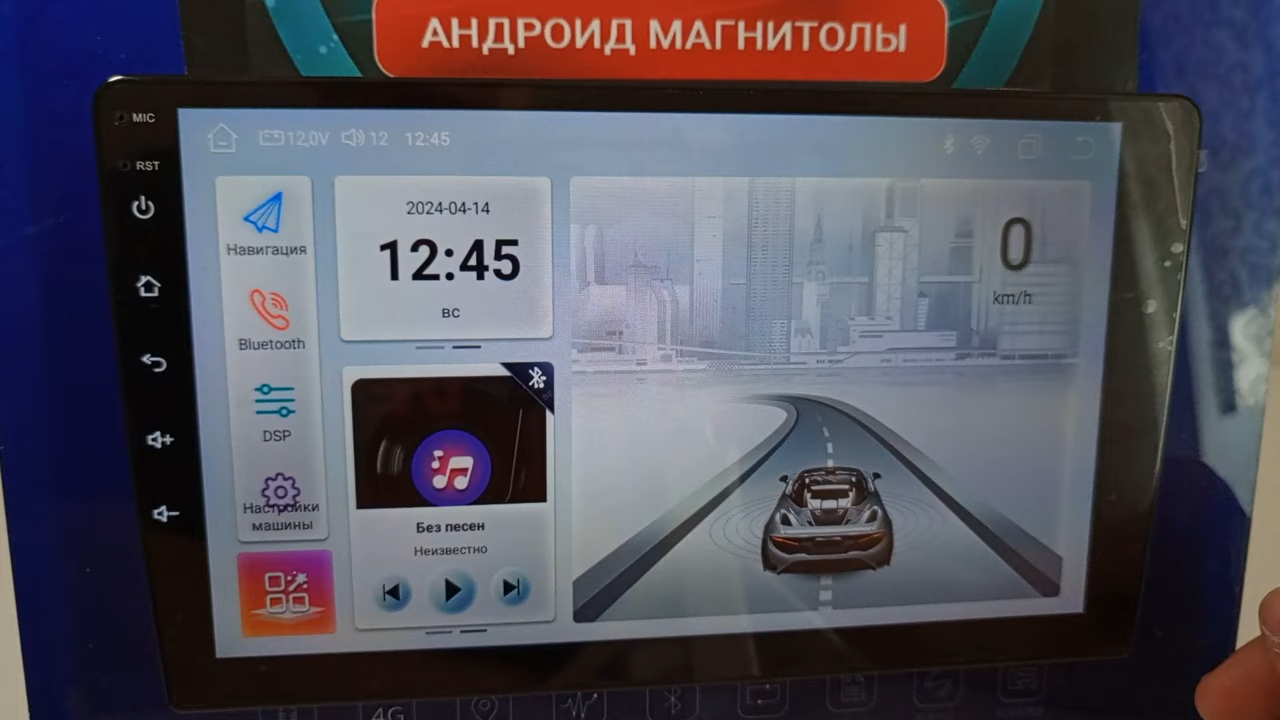 АНДРОИД МАГНИТОЛЫ
MIC
RST
12,0V 12 12:45
Навигация
Bluetooth
DSP
Настройки
машины
2024-04-14
12:45
ВС
Без песен
Неизвестно
0
km/h
4G